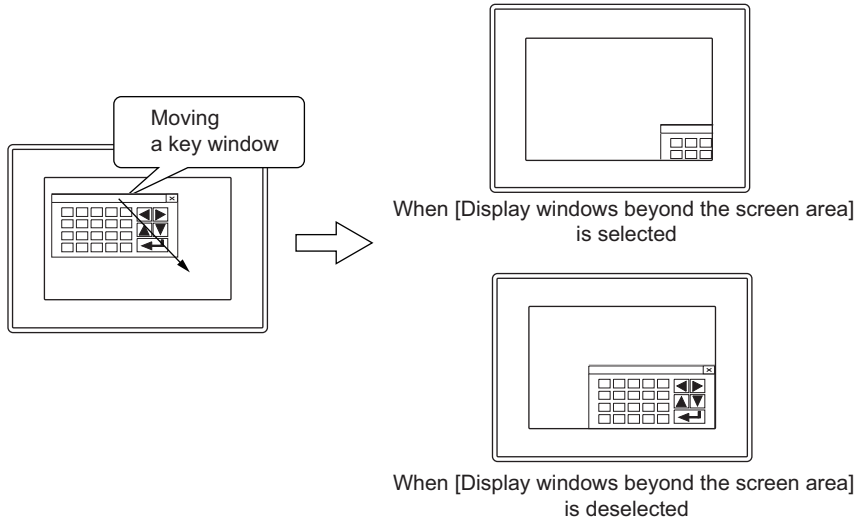 Moving
a key window
When [Display windows beyond the screen area]
is selected
When [Display windows beyond the screen area]
is deselected